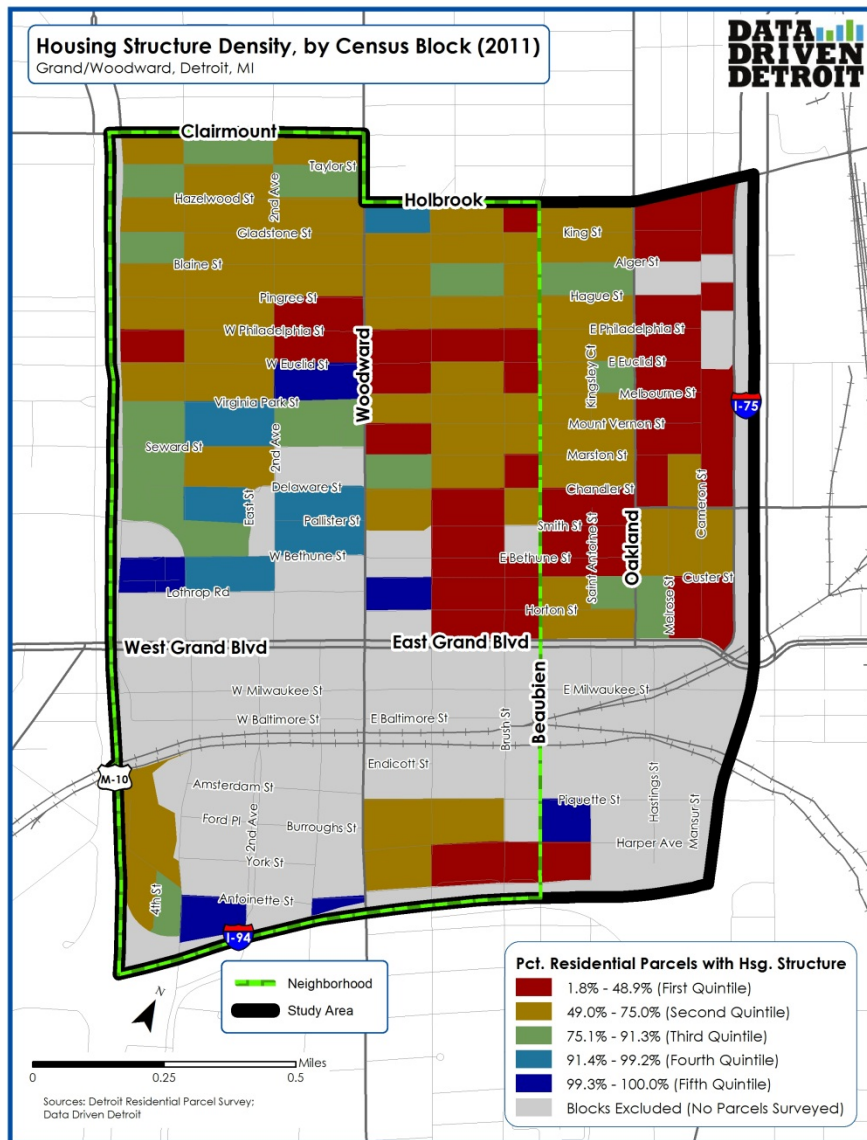 Housing Structure Density, by Census Block (2011)
Grand/Woodward, Detroit, MI
DATA
DRIVEN
DETROIT
Clairmount
Taylor St
Hazelwood St
2nd Ave
Holbrook
Gladstone St
King St
Blaine St
Alger St
Pingree St
Hague St
W Philadelphia St
E Philadelphia St
Woodward
W Euclid St
E Euclid St
Kingsley Ct
Melbourne St
Virginia Park St
I-75
Mount Vernon St
Seward St
2nd Ave
Marston St
Delaware St
Chandler St
East St
Cameron St
Pallister St
Smith St
Saint Antoine St
Oakland
W Bethune St
E Bethune St
Custer St
Lothrop Rd
Horton St
Melrose St
West Grand Blvd
East Grand Blvd
W Milwaukee St
E Milwaukee St
Beaubien
W Baltimore St
E Baltimore St
Brush St
Endicott St
M-10
Amsterdam St
Piquette St
Hastings St
Mansur St
Ford Pl
2nd Ave
Burroughs St
Harper Ave
York St
4th St
Antoinette St
I-94
N
Neighborhood
Study Area
Miles
0 0.25 0.5
Sources: Detroit Residential Parcel Survey;
Data Driven Detroit
Pct. Residential Parcels with Hsg. Structure
1.8% - 48.9% (First Quintile)
49.0% - 75.0% (Second Quintile)
75.1% - 91.3% (Third Quintile)
91.4% - 99.2% (Fourth Quintile)
99.3% - 100.0% (Fifth Quintile)
Blocks Excluded (No Parcels Surveyed)